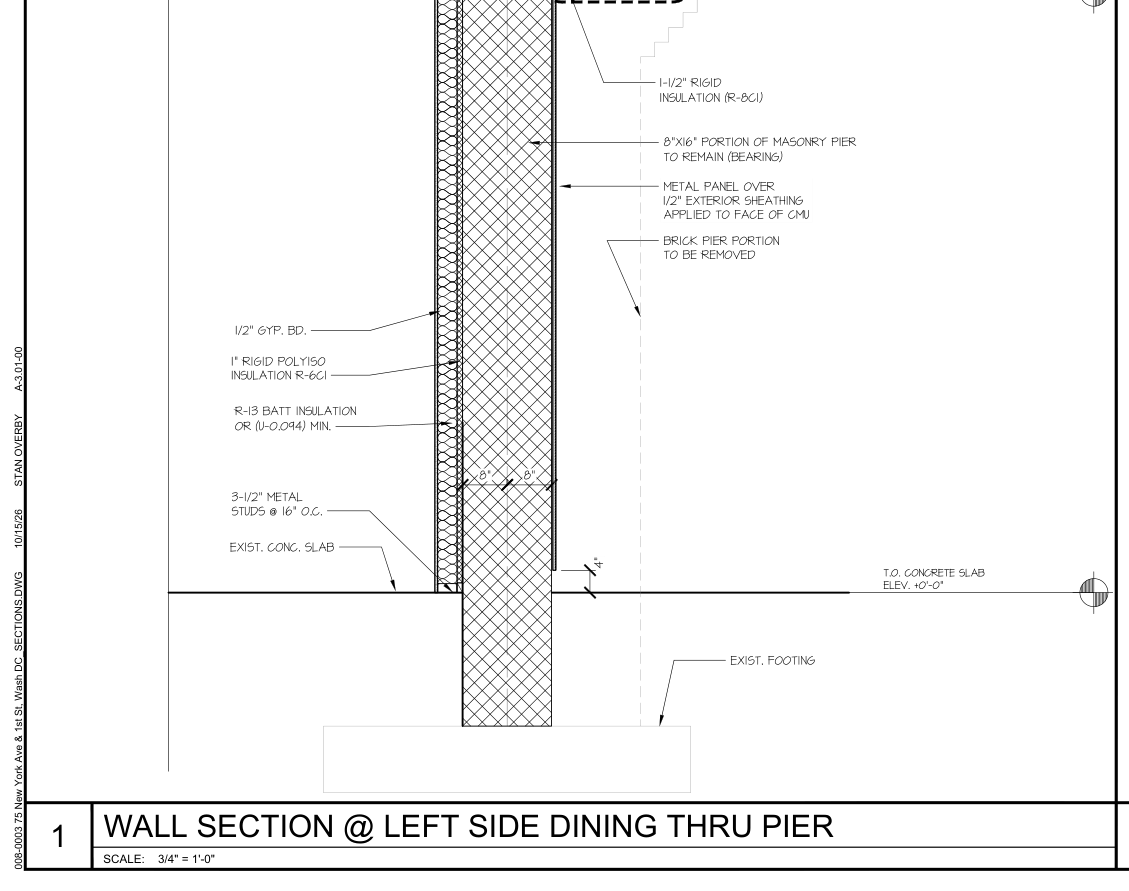 1-1/2" RIGID
INSULATION (R-8CI)
8"X16" PORTION OF MASONRY PIER
TO REMAIN (BEARING)
METAL PANEL OVER
1/2" EXTERIOR SHEATHING
APPLIED TO FACE OF CMU
BRICK PIER PORTION
TO BE REMOVED
1/2" GYP. BD.
1" RIGID POLYISO
INSULATION R-6CI
R-13 BATT INSULATION
OR (U-0.094) MIN.
8" 8"
3-1/2" METAL
STUDS @ 16" O.C.
EXIST. CONC. SLAB
4"
T.O. CONCRETE SLAB
ELEV. +0'-0"
EXIST. FOOTING
1
WALL SECTION @ LEFT SIDE DINING THRU PIER
SCALE: 3/4" = 1'-0"
008-0003 75 New York Ave & 1st St, Wash DC_SECTIONS.DWG 10/15/26 STAN OVERBY A-3.01-00